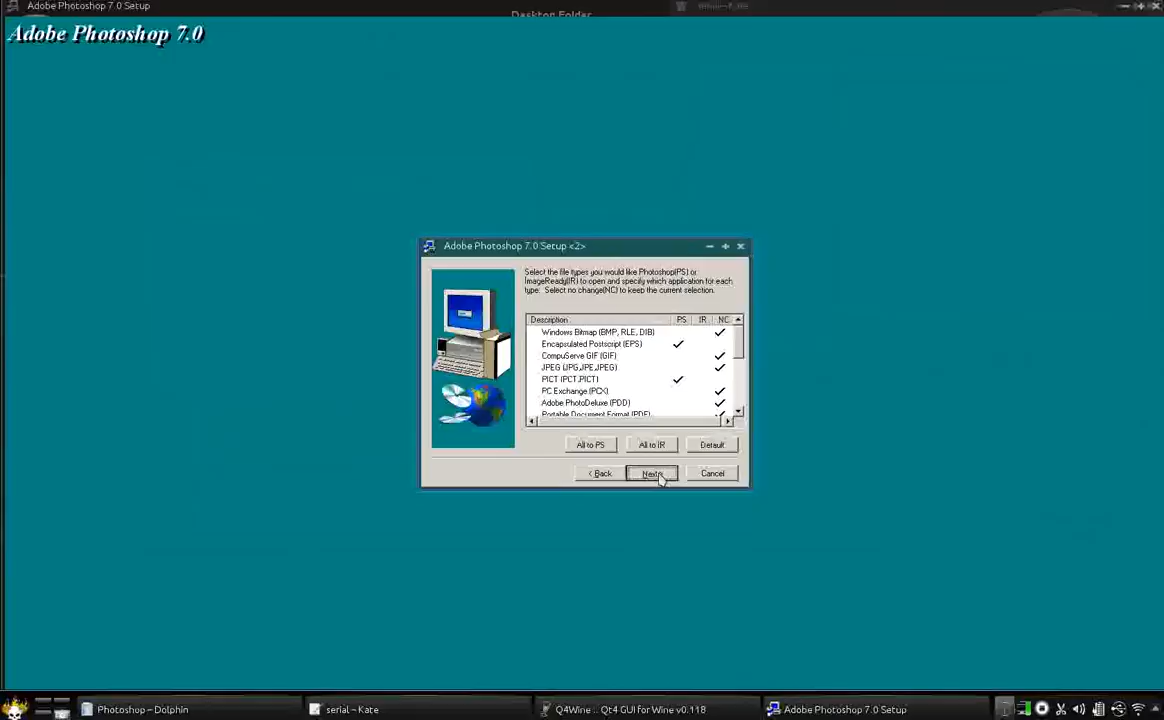 Adobe Photoshop 7.0 Setup
Desktop Folder
Adobe Photoshop 7.0
Adobe Photoshop 7.0 Setup <2>
Select the file types you would like Photoshop(PS) or
ImageReady(IR) to open and specify which application for each
type. Select no change(NC) to keep the current selection.
Description PS IR NC
Windows Bitmap (BMP, RLE, DIB)
Encapsulated Postscript (EPS)
CompuServe GIF (GIF)
JPEG (JPG,JPE,JPEG)
PICT (PCT,PICT)
PC Exchange (PCX)
Adobe PhotoDeluxe (PDD)
Portable Document Format (PDF)
All to PS All to IR Default
< Back Next> Cancel
Photoshop – Dolphin serial – Kate Q4Wine :. Qt4 GUI for Wine v0.118 Adobe Photoshop 7.0 Setup